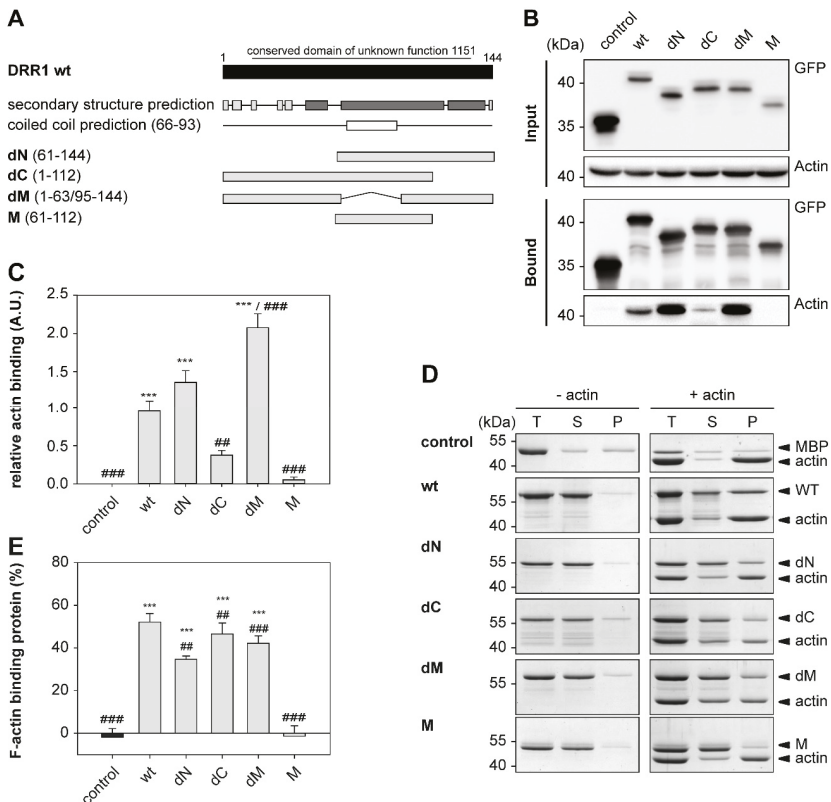 A
1
conserved domain of unknown function 1151
144
DRR1 wt
secondary structure prediction
coiled coil prediction (66-93)
dN (61-144)
dC (1-112)
dM (1-63/95-144)
M (61-112)
B
(kDa)
control
wt
dN
dC
dM
M
Input
40
35
GFP
40
Actin
Bound
40
35
GFP
40
Actin
C
relative actin binding (A.U.)
2.5
2.0
1.5
1.0
0.5
0.0
###
***
***
##
*** / ###
###
control
wt
dN
dC
dM
M
D
- actin
+ actin
(kDa)
T
S
P
T
S
P
control
55
40
MBP
actin
wt
55
40
WT
actin
dN
55
40
dN
actin
dC
55
40
dC
actin
dM
55
dM
actin
M
55
40
M
actin
E
F-actin binding protein (%)
80
60
40
20
0
###
***
***
##
***
##
***
###
###
control
wt
dN
dC
dM
M